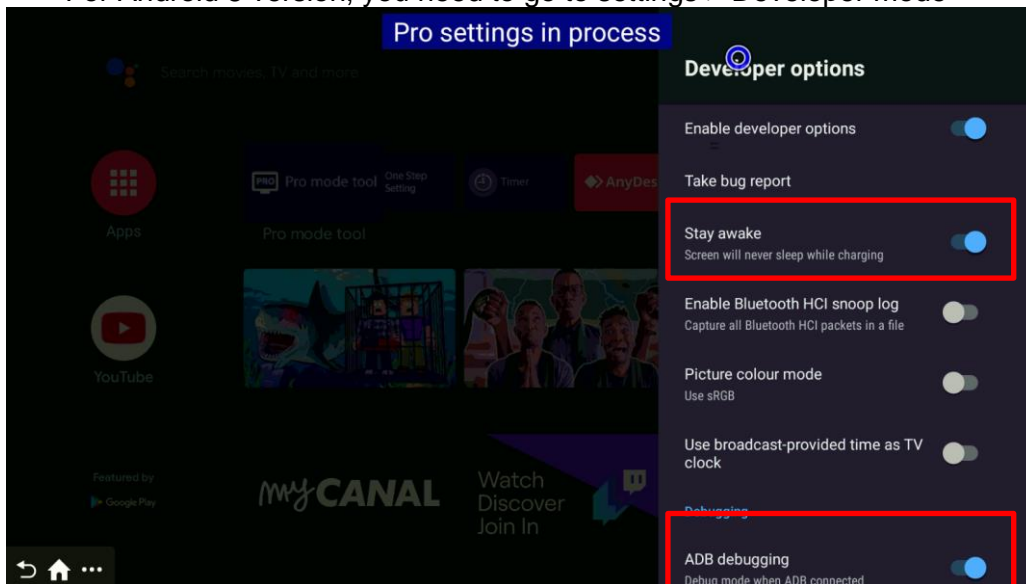 Pro settings in process
Search movies, TV and more
Developer options
Enable developer options
Take bug report
PRO Pro mode tool One Step
Setting
Timer
AnyDes
Apps
Pro mode tool
Stay awake
Screen will never sleep while charging
Enable Bluetooth HCI snoop log
Capture all Bluetooth HCI packets in a file
YouTube
Picture colour mode
Use sRGB
Use broadcast-provided time as TV
clock
Featured by
Google Play
myCANAL
Watch
Discover
Join In
Debugging
ADB debugging
Debug mode when ADB connected